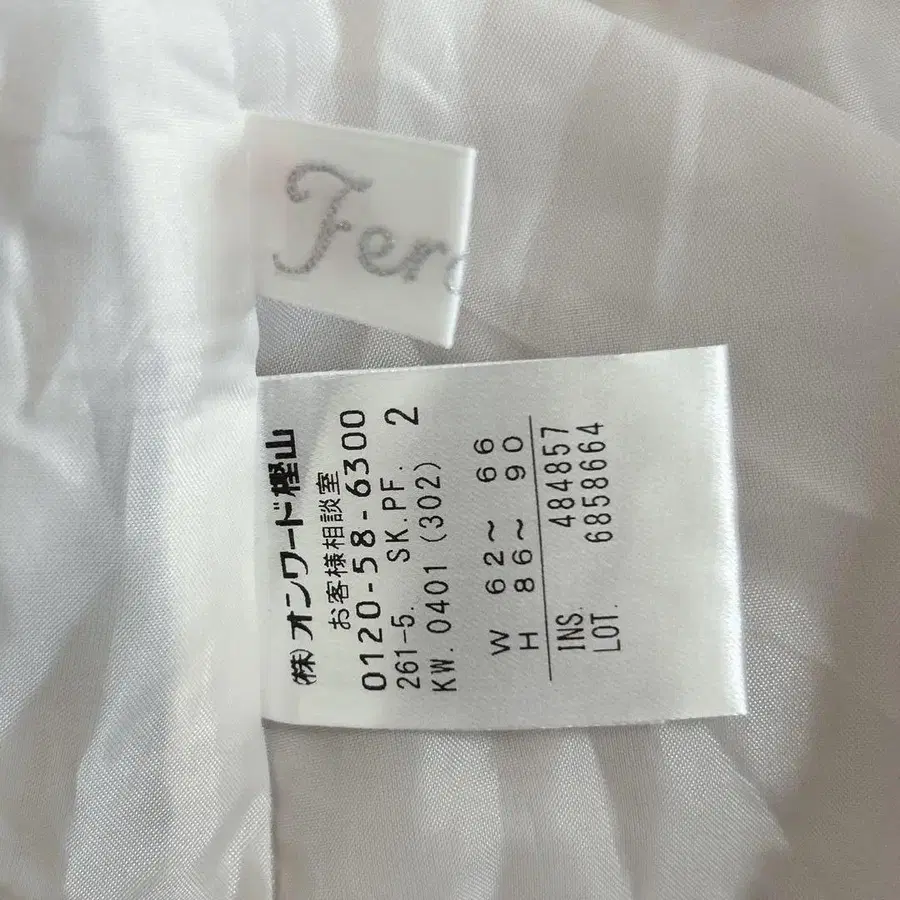 Fer
(株)オンワード樫山
お客様相談室
0120-58-6300
261-5. SK.PF. 2
KW.0401(302)
W 62～ 66
H 86～ 90
INS. 484857
LOT. 6858664